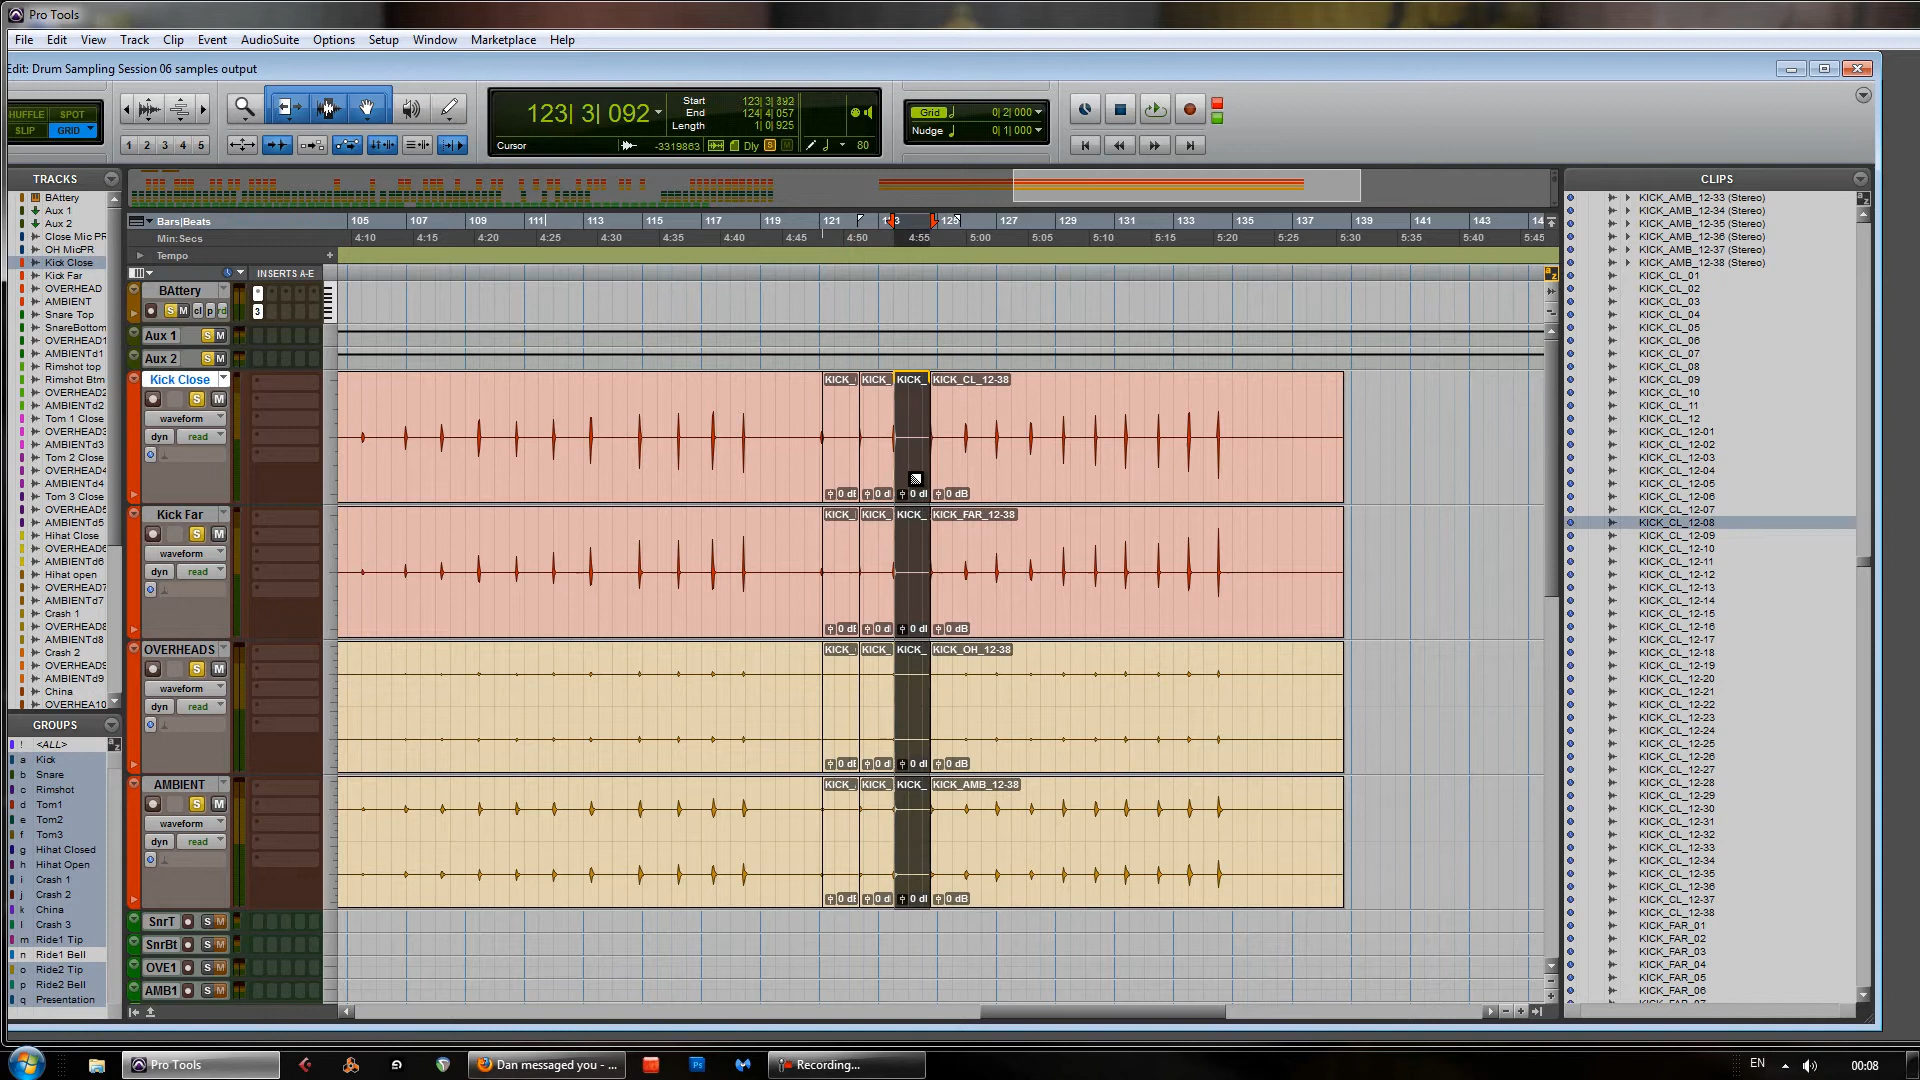 Pro Tools
File Edit View Track Clip Event AudioSuite Options Setup Window Marketplace Help
Edit: Drum Sampling Session 06 samples output
HUFFLE SPOT
SLIP GRID
1 2 3 4 5
123| 3| 092
Start 123| 3| 392
End 124| 4| 057
Length 1| 0| 925
Cursor -3319863 Dly S M 80
Grid 0| 2| 000
Nudge 0| 1| 000
TRACKS
BAttery
Aux 1
Aux 2
Close Mic PR
OH MicPR
Kick Close
Kick Far
OVERHEAD
AMBIENT
Snare Top
SnareBottom
OVERHEAD1
AMBIENTd1
Rimshot top
Rimshot Btm
OVERHEAD2
AMBIENTd2
Tom 1 Close
OVERHEAD3
AMBIENTd3
Tom 2 Close
OVERHEAD4
AMBIENTd4
Tom 3 Close
OVERHEAD5
AMBIENTd5
Hihat Close
OVERHEAD6
AMBIENTd6
Hihat open
OVERHEAD7
AMBIENTd7
Crash 1
OVERHEAD8
AMBIENTd8
Crash 2
OVERHEAD9
AMBIENTd9
China
OVERHEA10
GROUPS
! <ALL>
a Kick
b Snare
c Rimshot
d Tom1
e Tom2
f Tom3
g Hihat Closed
h Hihat Open
i Crash 1
j Crash 2
k China
l Crash 3
m Ride1 Tip
n Ride1 Bell
o Ride2 Tip
p Ride2 Bell
q Presentation
Bars|Beats 105 107 109 111 113 115 117 119 121 125 127 129 131 133 135 137 139 141 143
Min:Secs 4:10 4:15 4:20 4:25 4:30 4:35 4:40 4:45 4:50 4:55 5:00 5:05 5:10 5:15 5:20 5:25 5:30 5:35 5:40 5:45
Tempo
INSERTS A-E
BAttery
S M cl p rd 3
Aux 1 S M
Aux 2 S M
Kick Close
S M
waveform
dyn read
KICK_ KICK_ KICK_ KICK_CL_12-38
0 dB 0 d 0 dI 0 dB
Kick Far
S M
waveform
dyn read
KICK_ KICK_ KICK_ KICK_FAR_12-38
0 dB 0 d 0 dI 0 dB
OVERHEADS
S M
waveform
dyn read
KICK_ KICK_ KICK_ KICK_OH_12-38
0 dB 0 d 0 dI 0 dB
AMBIENT
S M
waveform
dyn read
KICK_ KICK_ KICK_ KICK_AMB_12-38
0 dB 0 d 0 dI 0 dB
SnrT S M
SnrBt S M
OVE1 S M
AMB1 S M
CLIPS
KICK_AMB_12-33 (Stereo)
KICK_AMB_12-34 (Stereo)
KICK_AMB_12-35 (Stereo)
KICK_AMB_12-36 (Stereo)
KICK_AMB_12-37 (Stereo)
KICK_AMB_12-38 (Stereo)
KICK_CL_01
KICK_CL_02
KICK_CL_03
KICK_CL_04
KICK_CL_05
KICK_CL_06
KICK_CL_07
KICK_CL_08
KICK_CL_09
KICK_CL_10
KICK_CL_11
KICK_CL_12
KICK_CL_12-01
KICK_CL_12-02
KICK_CL_12-03
KICK_CL_12-04
KICK_CL_12-05
KICK_CL_12-06
KICK_CL_12-07
KICK_CL_12-08
KICK_CL_12-09
KICK_CL_12-10
KICK_CL_12-11
KICK_CL_12-12
KICK_CL_12-13
KICK_CL_12-14
KICK_CL_12-15
KICK_CL_12-16
KICK_CL_12-17
KICK_CL_12-18
KICK_CL_12-19
KICK_CL_12-20
KICK_CL_12-21
KICK_CL_12-22
KICK_CL_12-23
KICK_CL_12-24
KICK_CL_12-25
KICK_CL_12-26
KICK_CL_12-27
KICK_CL_12-28
KICK_CL_12-29
KICK_CL_12-30
KICK_CL_12-31
KICK_CL_12-32
KICK_CL_12-33
KICK_CL_12-34
KICK_CL_12-35
KICK_CL_12-36
KICK_CL_12-37
KICK_CL_12-38
KICK_FAR_01
KICK_FAR_02
KICK_FAR_03
KICK_FAR_04
KICK_FAR_05
KICK_FAR_06
Pro Tools
Dan messaged you - ...
Recording...
EN
00:08